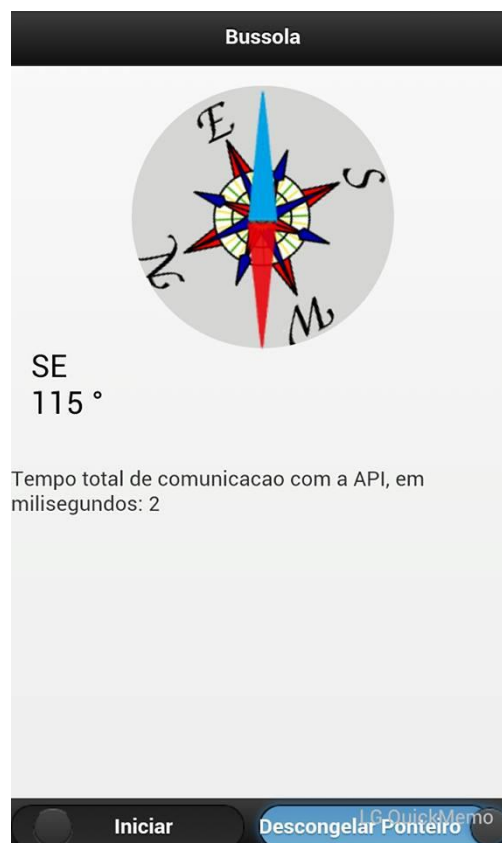 Bussola
E
S
N
W
SE
115 °
Tempo total de comunicacao com a API, em
milisegundos: 2
LG QuickMemo
Iniciar
Descongelar Ponteiro